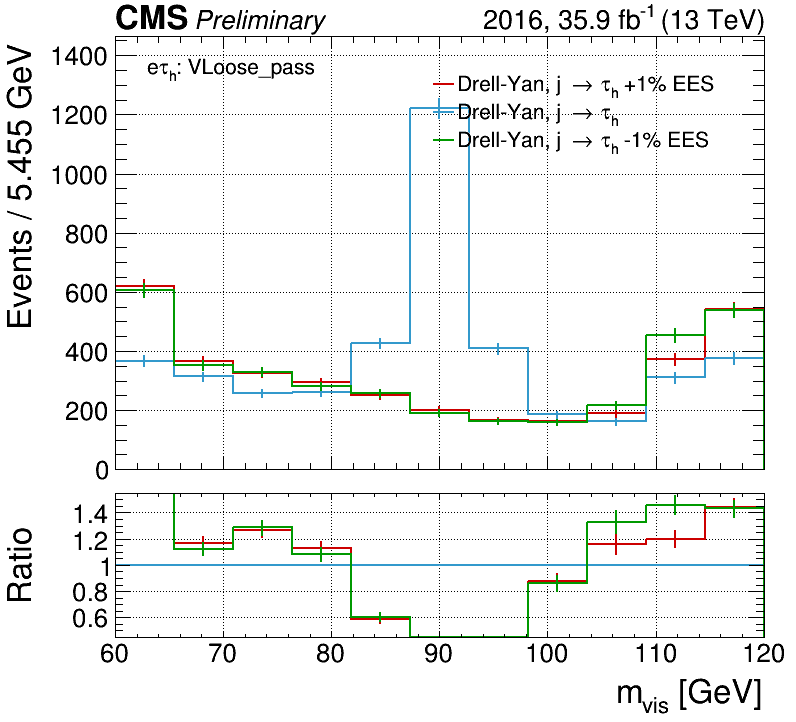 CMS Preliminary 2016, 35.9 fb⁻¹ (13 TeV)
eτₕ: VLoose_pass
Drell-Yan, j → τₕ +1% EES
Drell-Yan, j → τₕ
Drell-Yan, j → τₕ -1% EES
Events / 5.455 GeV
1400
1200
1000
800
600
400
200
0
Ratio
1.4
1.2
1
0.8
0.6
60 70 80 90 100 110 120
m_vis [GeV]